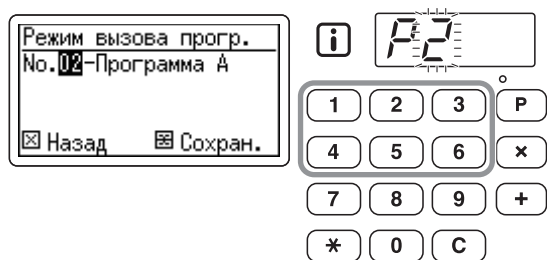 Режим вызова прогр.
No.02-Программа A
Назад Сохран.
i P2
1 2 3 P
4 5 6 ×
7 8 9 +
* 0 C